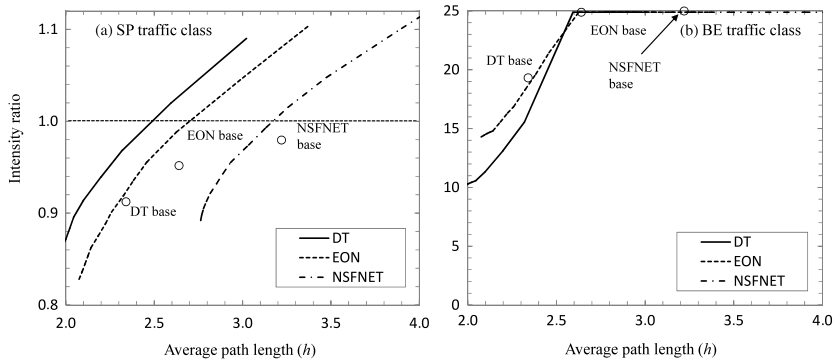 (a) SP traffic class
1.1
1.0
0.9
0.8
Intensity ratio
EON base
NSFNET
base
DT base
DT
EON
NSFNET
2.0
2.5
3.0
3.5
4.0
Average path length (h)
25
20
15
10
5
0
EON base
(b) BE traffic class
DT base
NSFNET
base
DT
EON
NSFNET
2.0
2.5
3.0
3.5
4.0
Average path length (h)